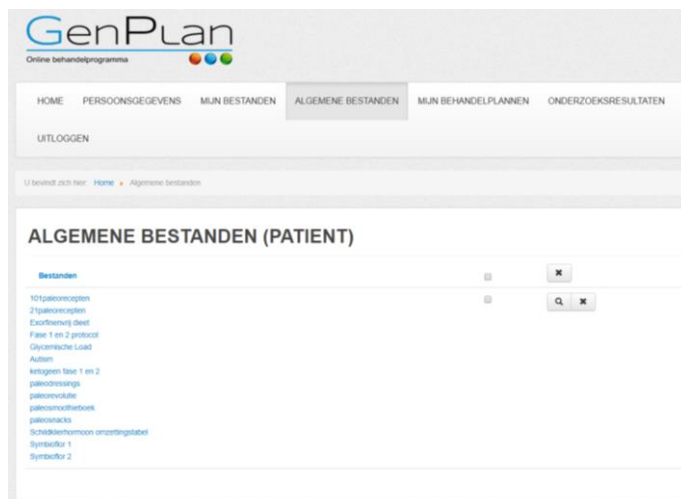 GenPLan
Online behandelprogramma
HOME PERSOONSGEGEVENS MIJN BESTANDEN ALGEMENE BESTANDEN MIJN BEHANDELPLANNEN ONDERZOEKSRESULTATEN
UITLOGGEN
U bevindt zich hier: Home Algemene bestanden
ALGEMENE BESTANDEN (PATIENT)
Bestanden
101paleorecepten
21paleorecepten
Exorfinenvrij dieet
Fase 1 en 2 protocol
Glycemische Load
Autism
ketogeen fase 1 en 2
paleodressings
paleorevolutie
paleosmoothieboek
paleosnacks
Schildklierhormoon omzettingstabel
Symbioflor 1
Symbioflor 2